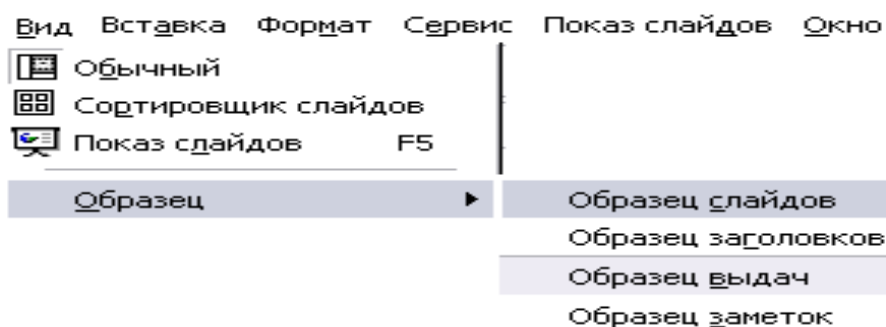 Вид Вставка Формат Сервис Показ слайдов Окно
Обычный
Сортировщик слайдов
Показ слайдов F5
Образец
Образец слайдов
Образец заголовков
Образец выдач
Образец заметок